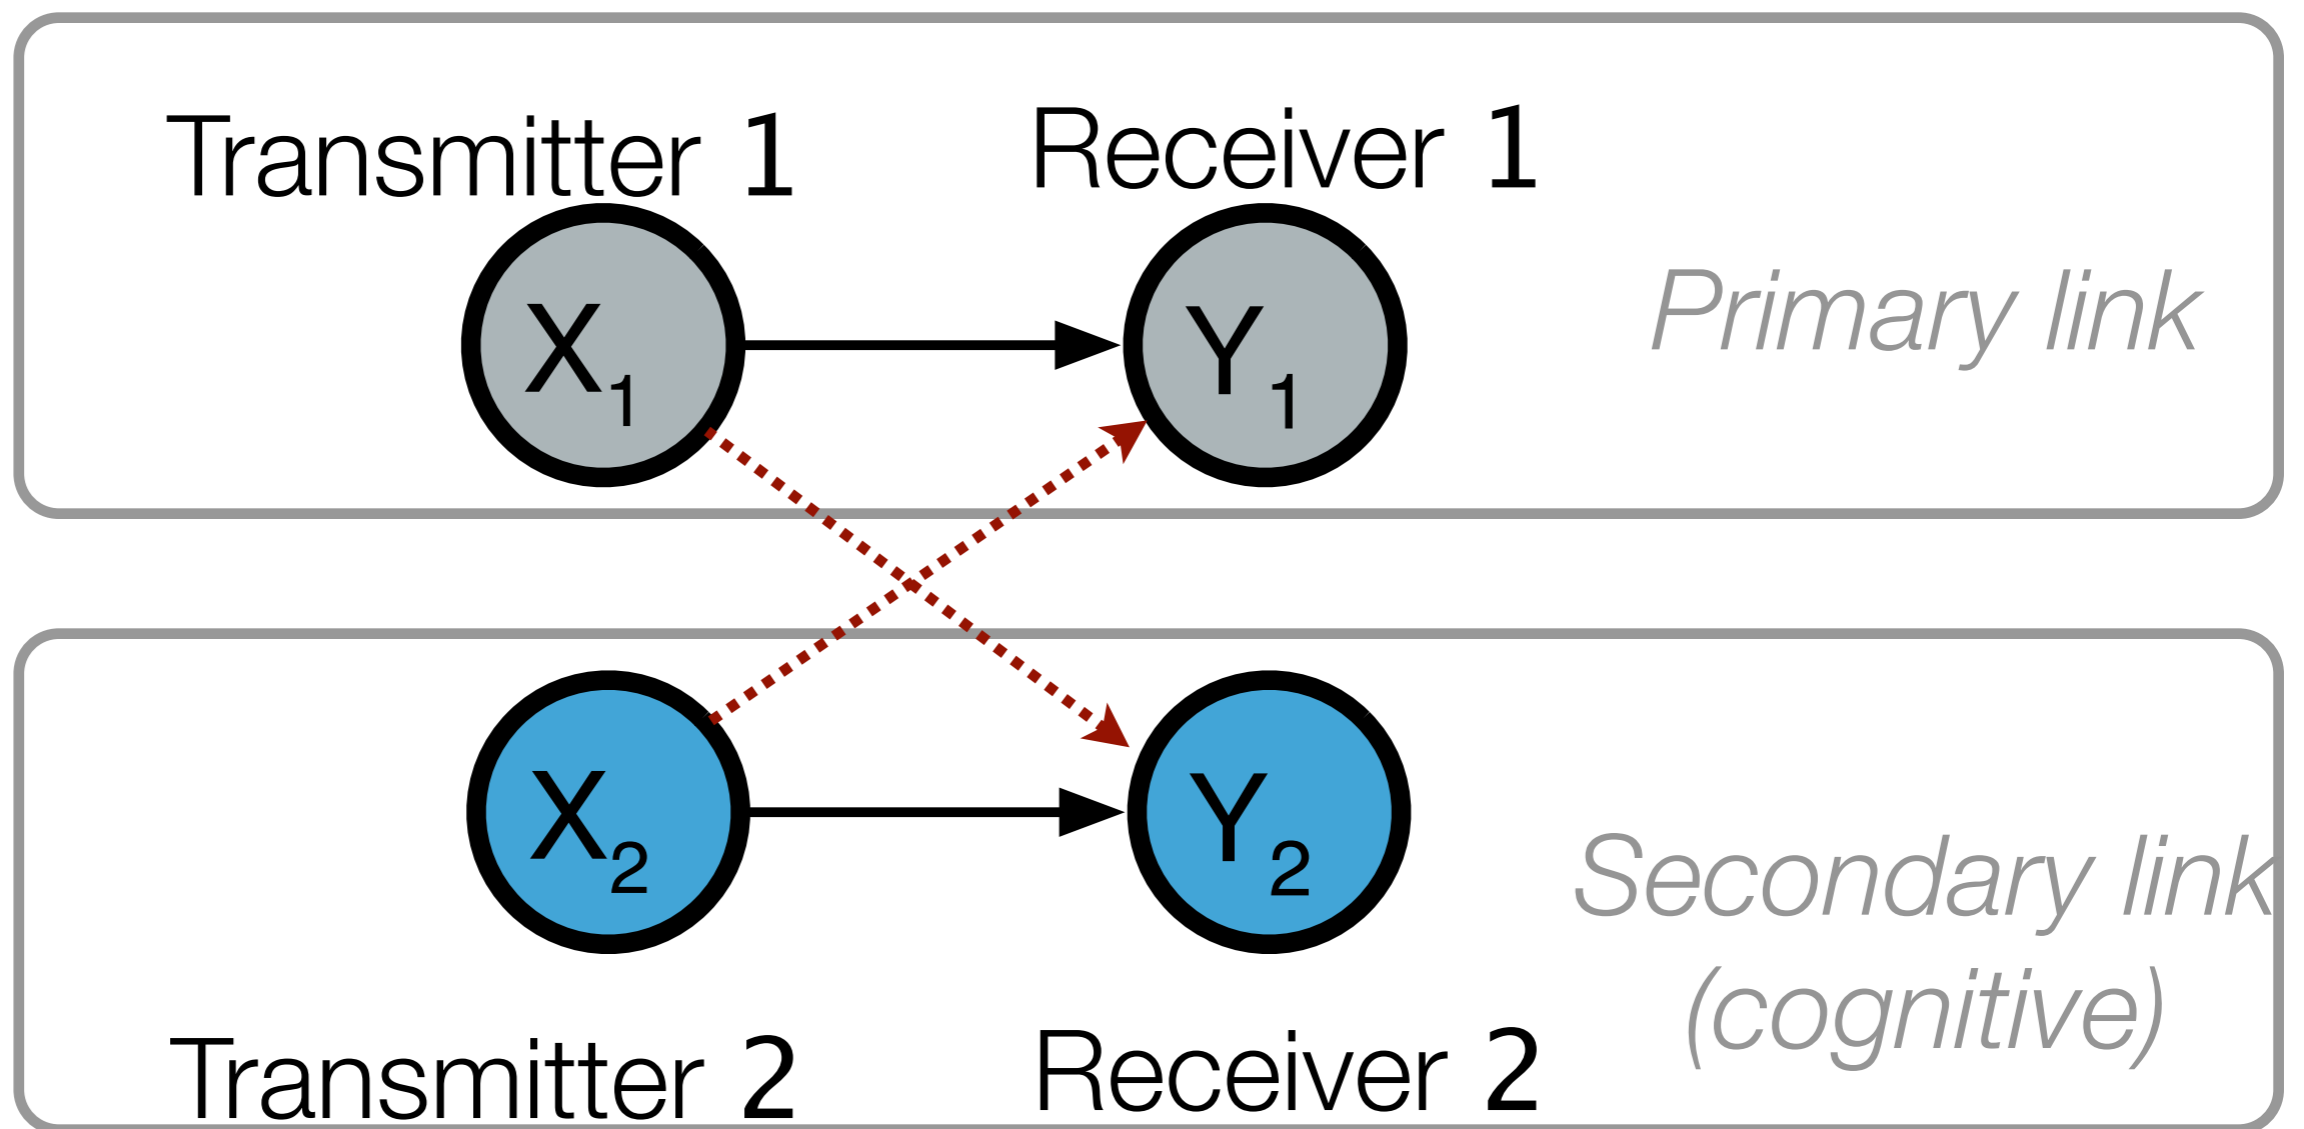 Transmitter 1
Receiver 1
X1
Y1
Primary link
X2
Y2
Secondary link
(cognitive)
Transmitter 2
Receiver 2